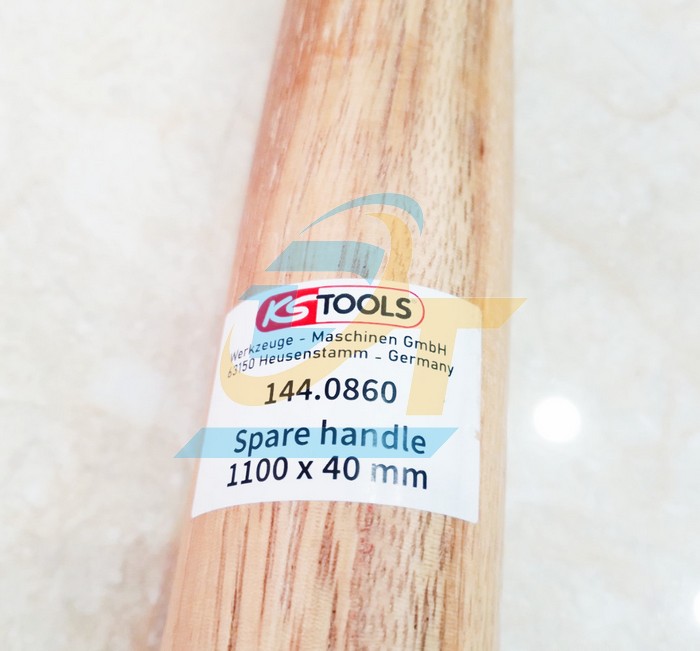 KS TOOLS
Werkzeuge - Maschinen GmbH
63150 Heusenstamm - Germany
144.0860
Spare handle
1100 x 40 mm